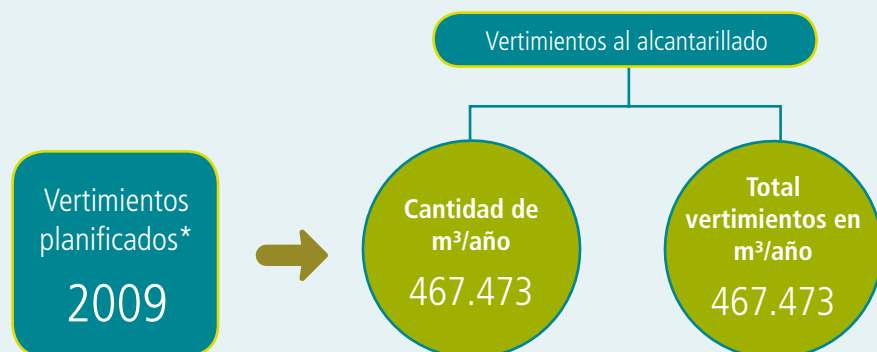 Vertimientos al alcantarillado
Vertimientos
planificados*
2009
Cantidad de
m³/año
467.473
Total
vertimientos en
m³/año
467.473